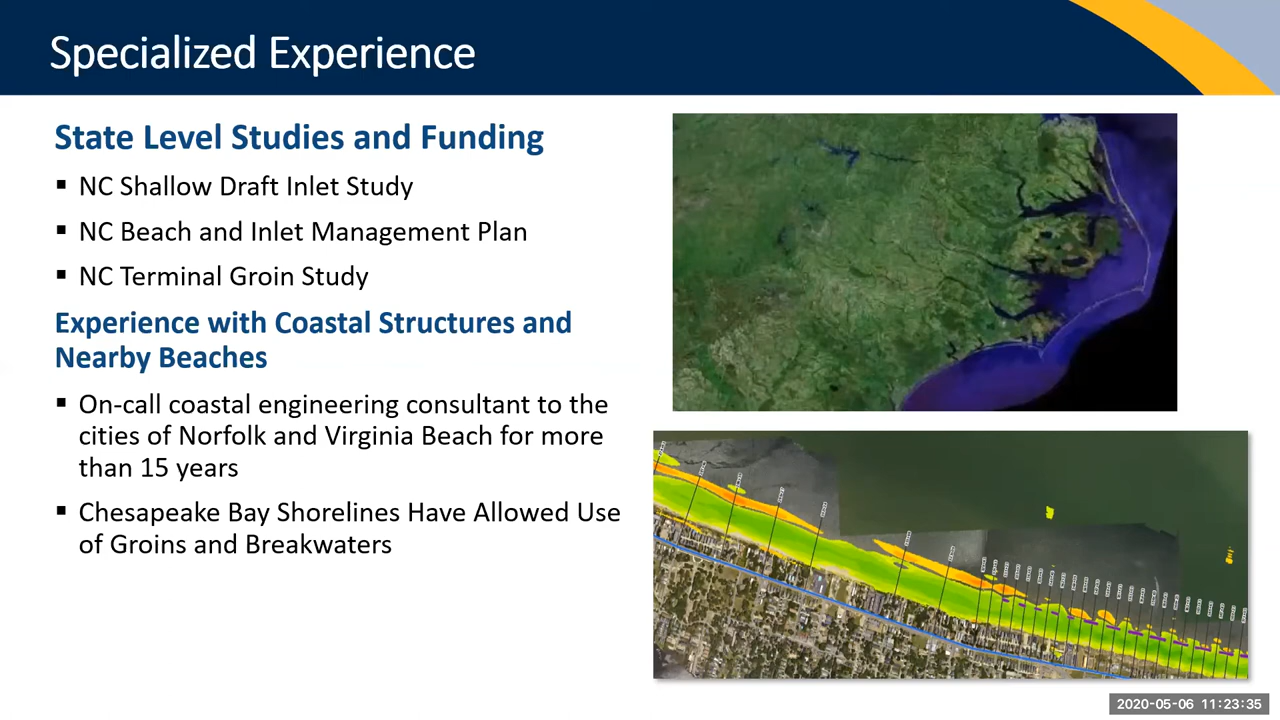 Specialized Experience
State Level Studies and Funding
▪ NC Shallow Draft Inlet Study
▪ NC Beach and Inlet Management Plan
▪ NC Terminal Groin Study
Experience with Coastal Structures and
Nearby Beaches
▪ On-call coastal engineering consultant to the
cities of Norfolk and Virginia Beach for more
than 15 years
▪ Chesapeake Bay Shorelines Have Allowed Use
of Groins and Breakwaters
2020-05-06 11:23:35